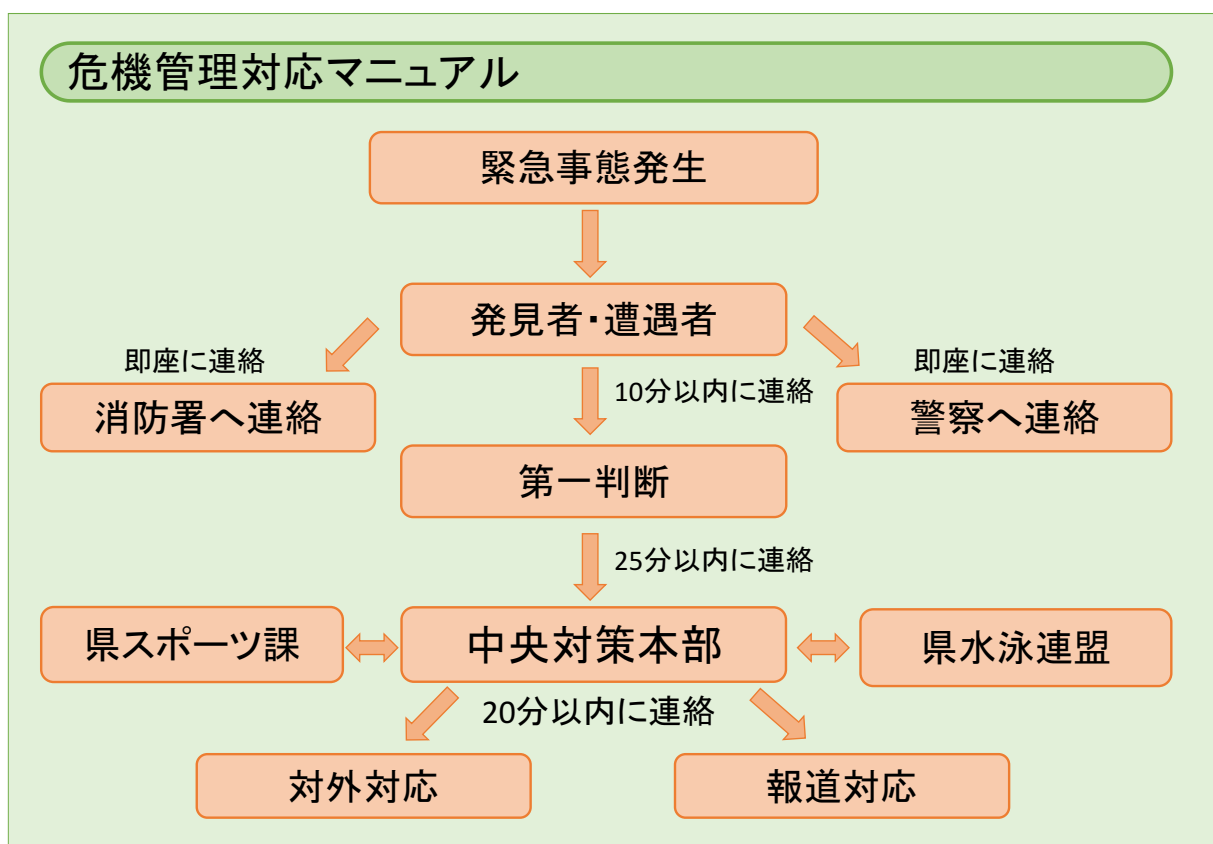 危機管理対応マニュアル
緊急事態発生
発見者・遭遇者
即座に連絡
即座に連絡
消防署へ連絡
10分以内に連絡
警察へ連絡
第一判断
25分以内に連絡
県スポーツ課
中央対策本部
県水泳連盟
20分以内に連絡
対外対応
報道対応